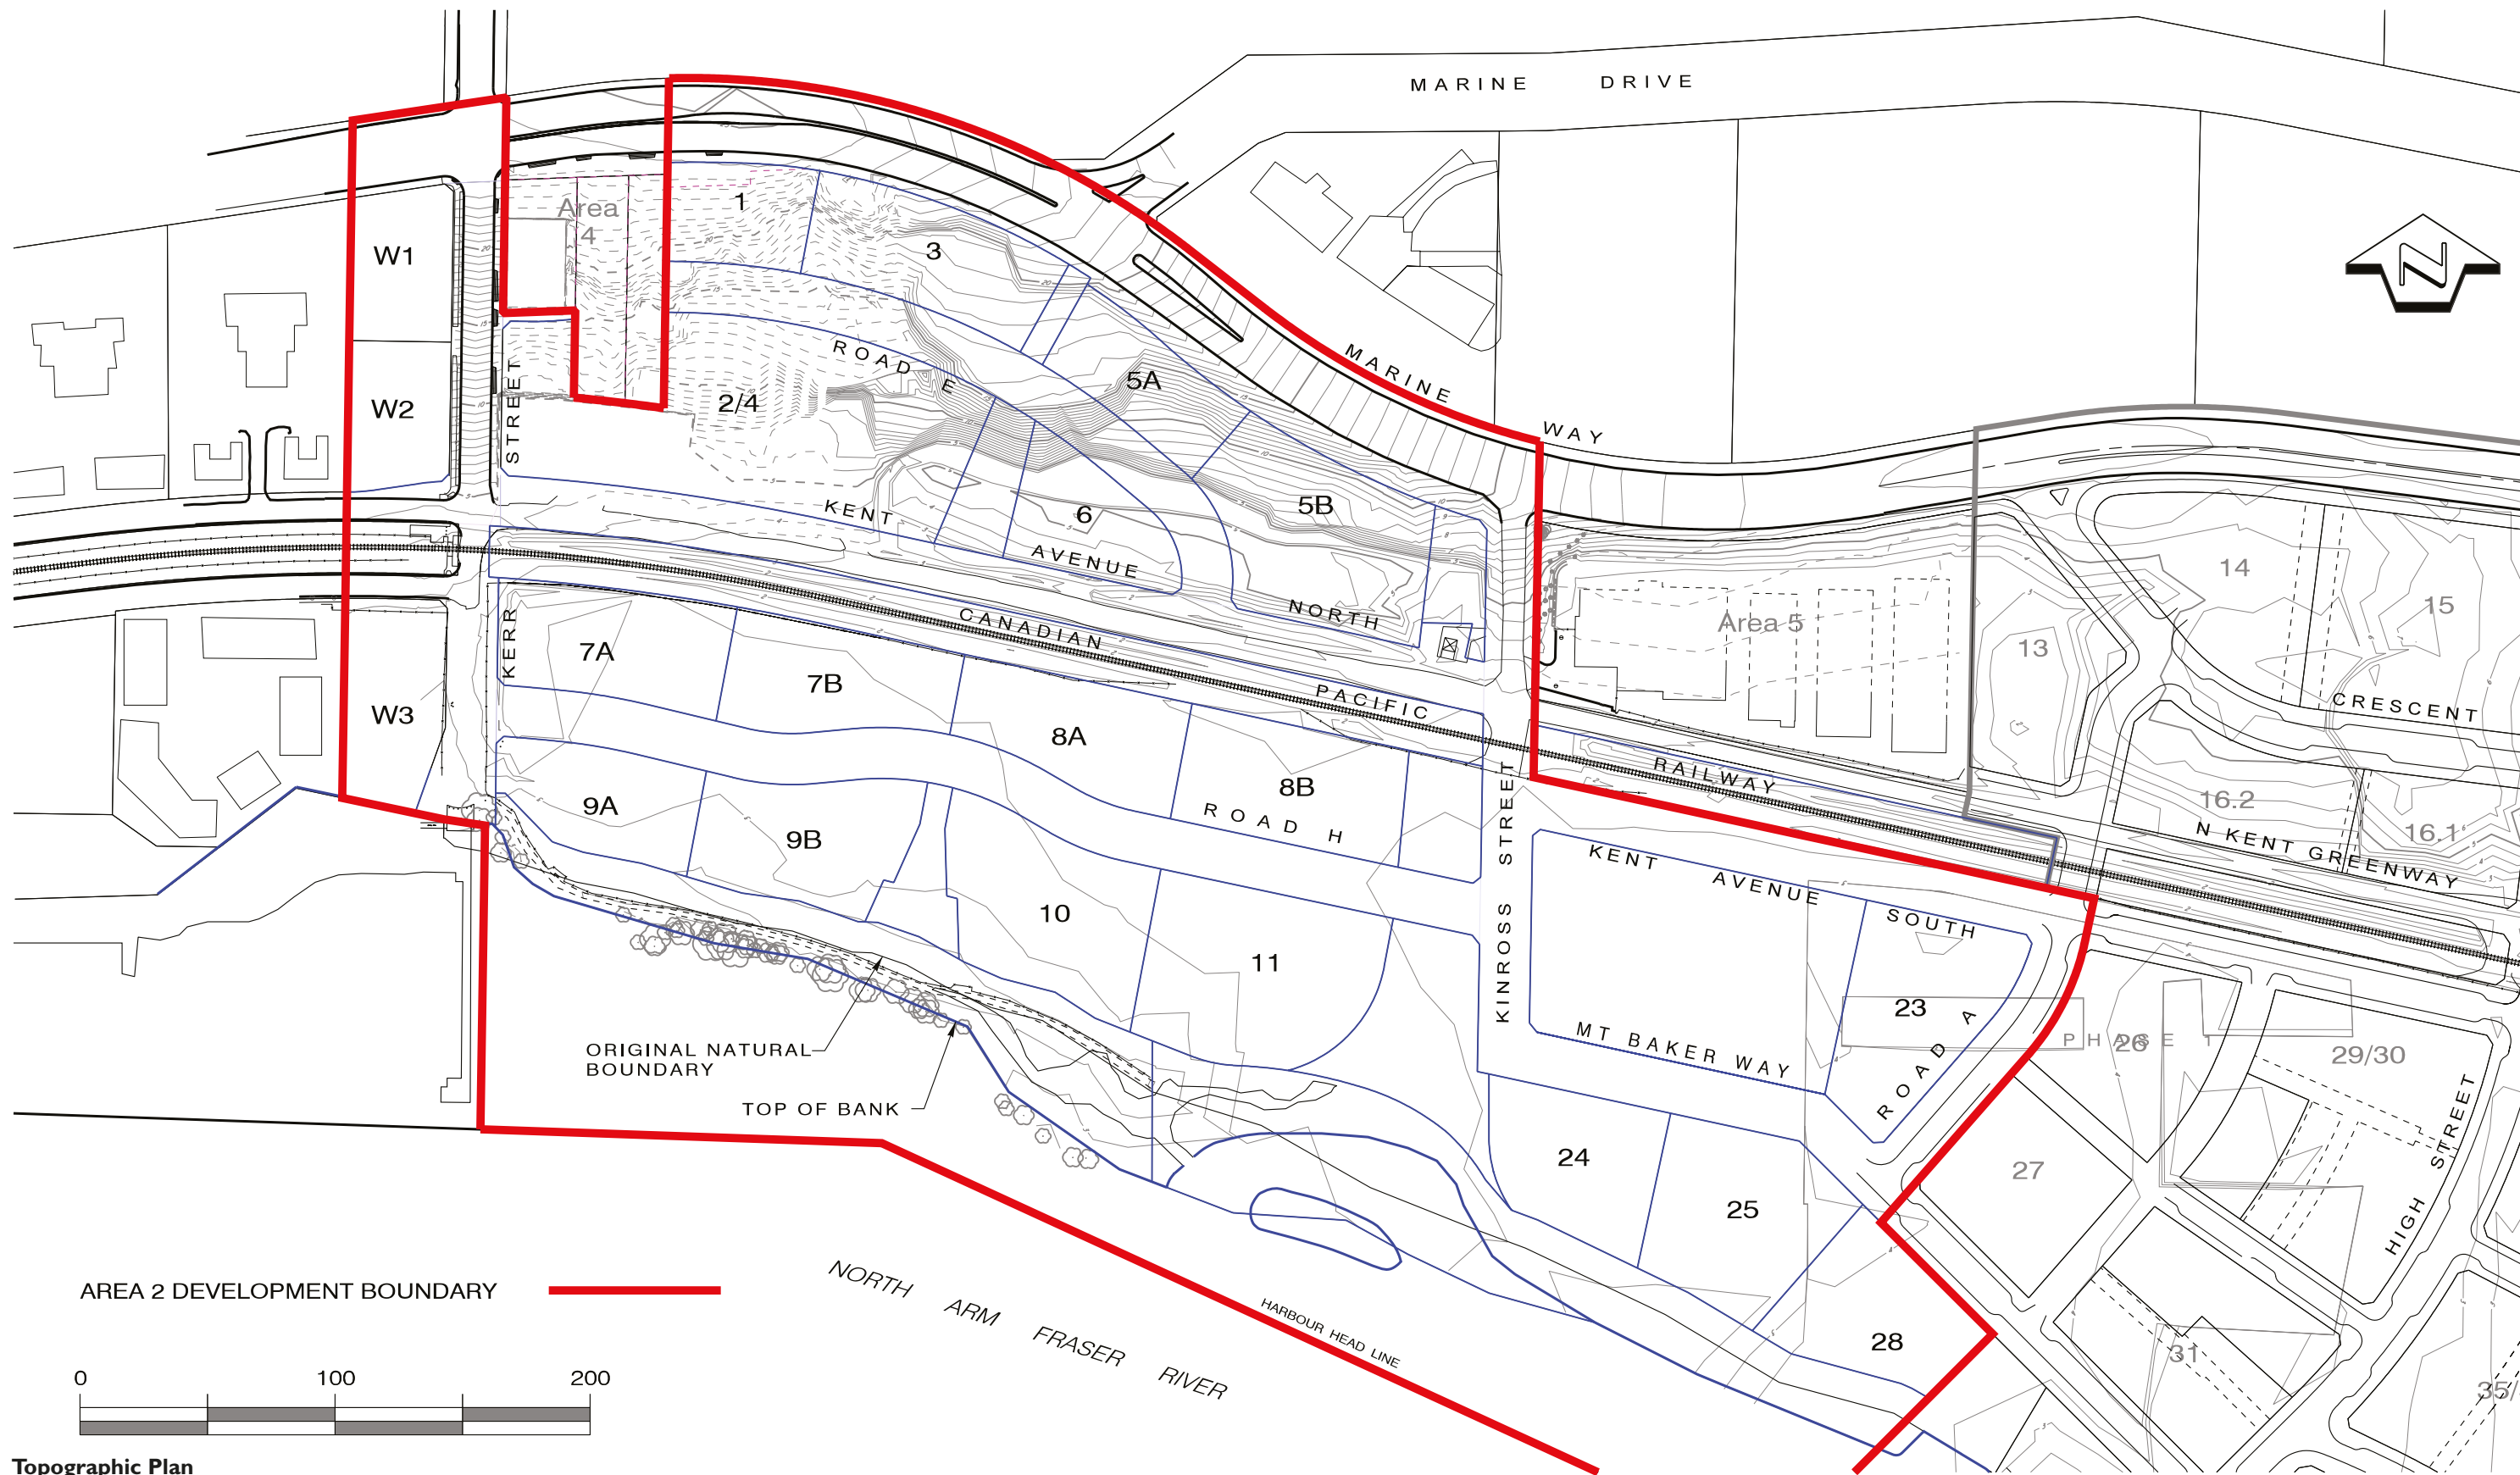 MARINE DRIVE
Area
4
1
3
W1
W2
W3
N
STREET
KERR
ROAD E
2/4
5A
MARINE
WAY
5B
6
KENT
AVENUE
NORTH
CANADIAN
PACIFIC
RAILWAY
Area 5
13
14
15
CRESCENT
16.2
16.1
N KENT GREENWAY
7A
7B
8A
8B
ROAD H
9A
9B
10
11
KINROSS STREET
KENT AVENUE SOUTH
23
MT BAKER WAY
ROAD A
PHASE 1
26
29/30
HIGH STREET
27
24
25
28
31
35/
ORIGINAL NATURAL
BOUNDARY
TOP OF BANK
HARBOUR HEAD LINE
NORTH ARM FRASER RIVER
AREA 2 DEVELOPMENT BOUNDARY
0 100 200
Topographic Plan